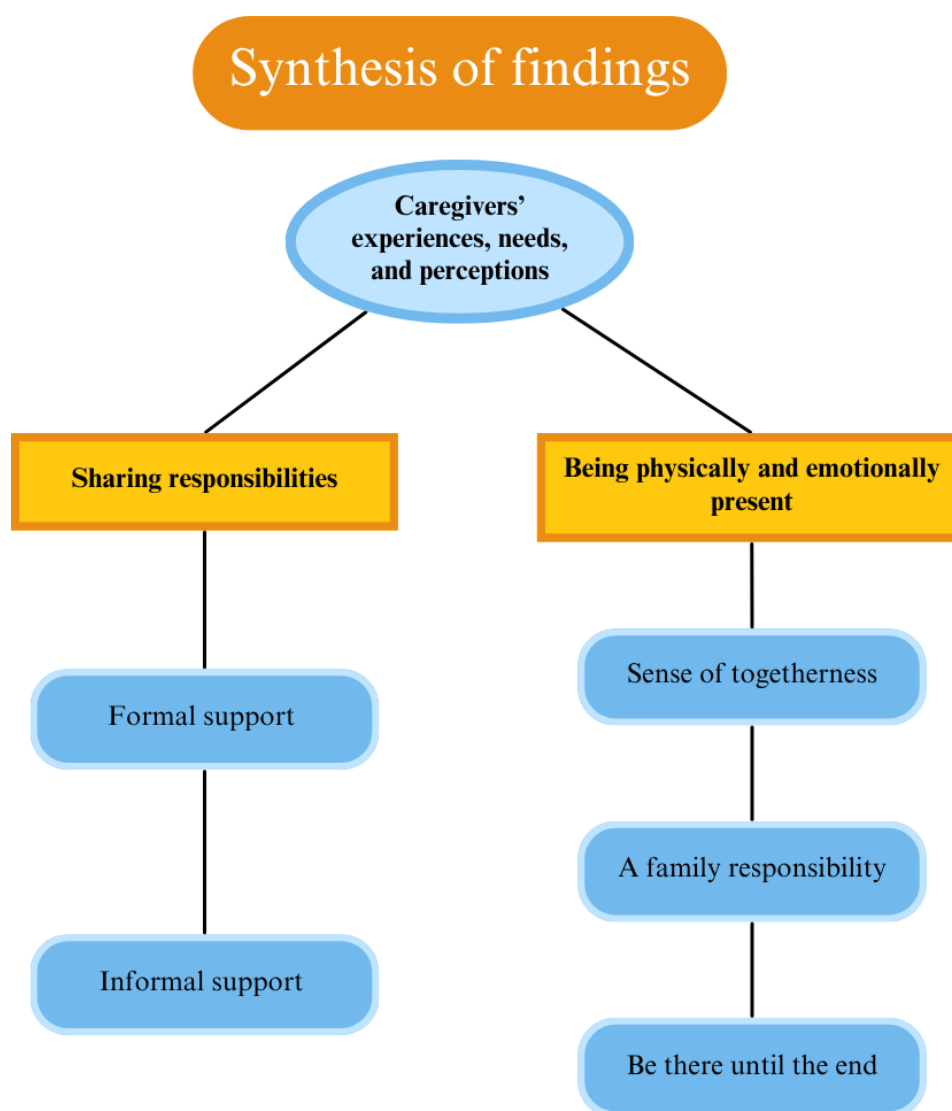 Synthesis of findings
Caregivers’
experiences, needs,
and perceptions
Sharing responsibilities
Being physically and emotionally
present
Formal support
Informal support
Sense of togetherness
A family responsibility
Be there until the end